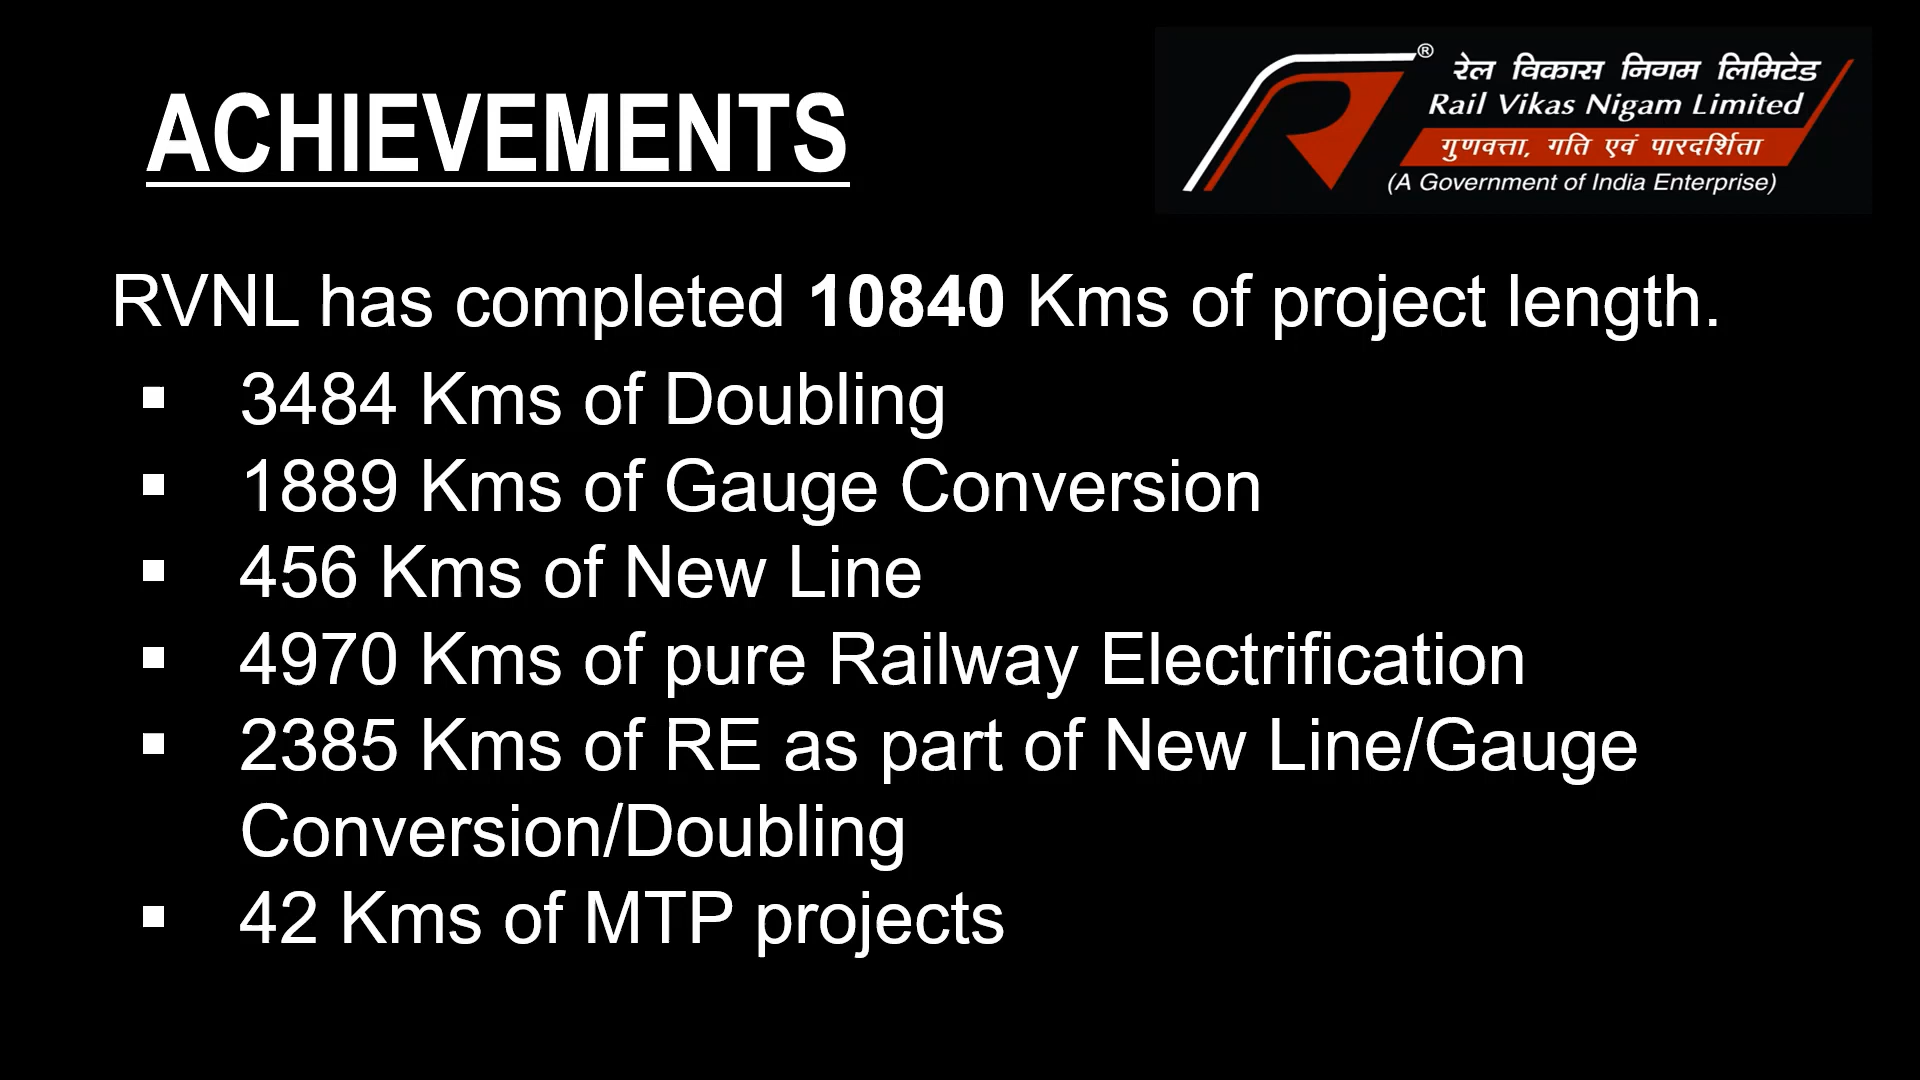 ACHIEVEMENTS
®
रेल विकास निगम लिमिटेड
Rail Vikas Nigam Limited
गुणवत्ता, गति एवं पारदर्शिता
(A Government of India Enterprise)
RVNL has completed 10840 Kms of project length.
▪ 3484 Kms of Doubling
▪ 1889 Kms of Gauge Conversion
▪ 456 Kms of New Line
▪ 4970 Kms of pure Railway Electrification
▪ 2385 Kms of RE as part of New Line/Gauge
Conversion/Doubling
▪ 42 Kms of MTP projects